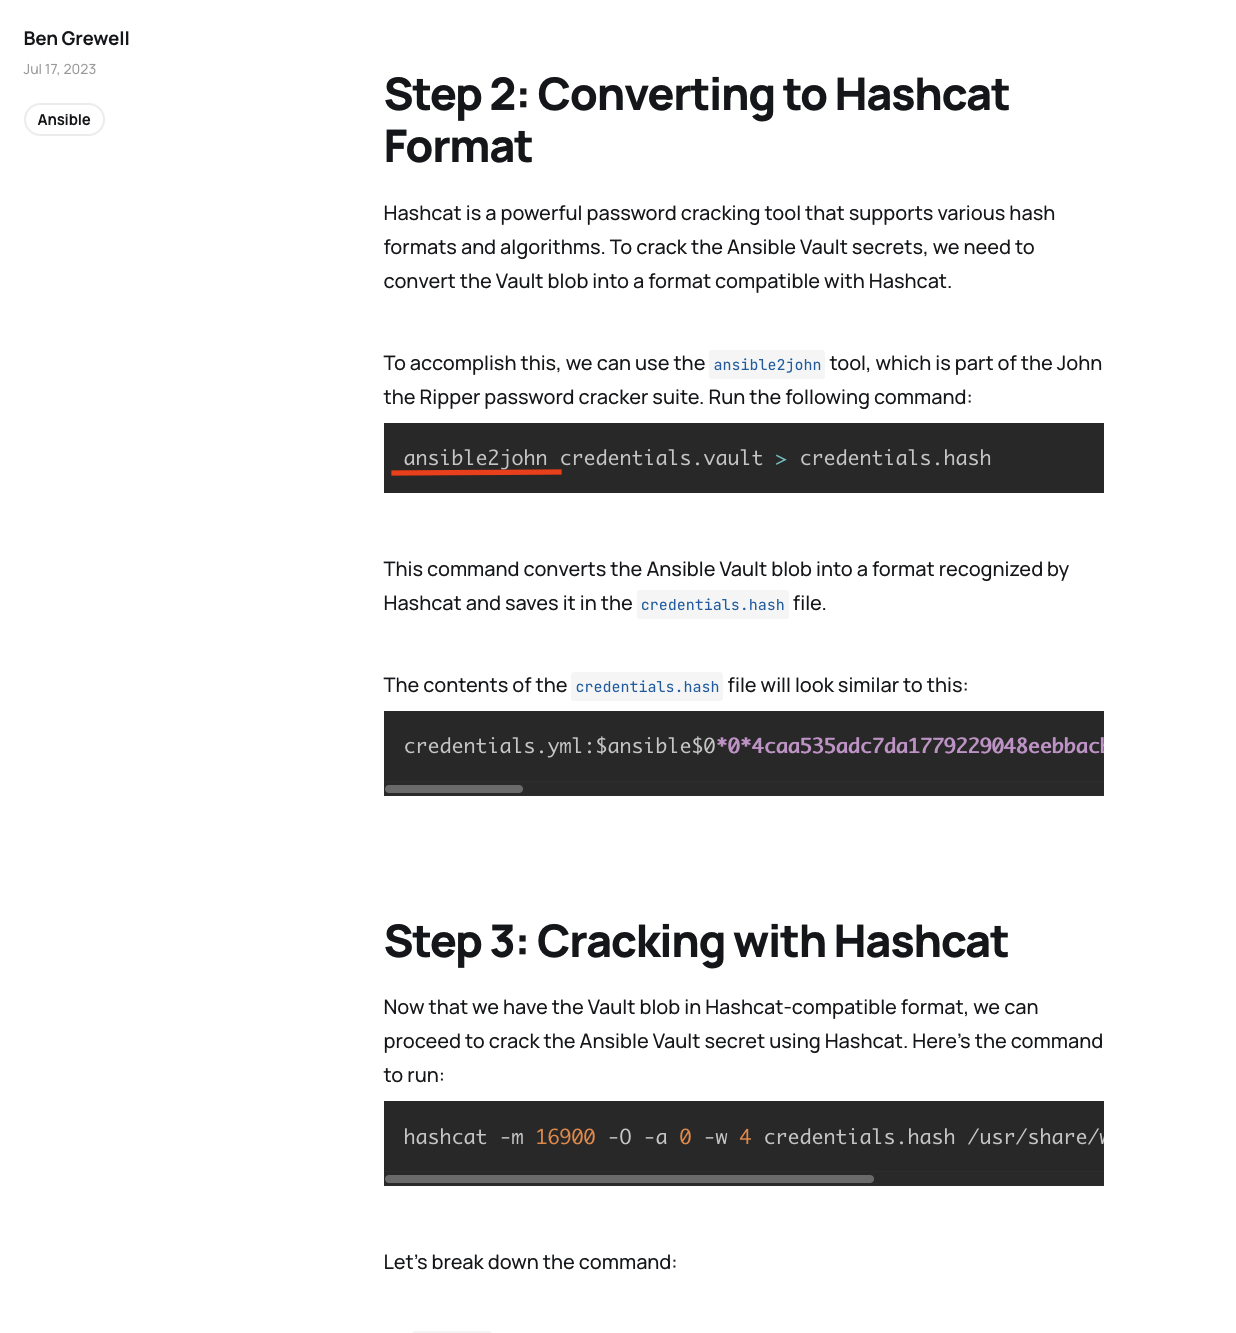 Ben Grewell
Jul 17, 2023
Ansible
Step 2: Converting to Hashcat
Format
Hashcat is a powerful password cracking tool that supports various hash
formats and algorithms. To crack the Ansible Vault secrets, we need to
convert the Vault blob into a format compatible with Hashcat.
To accomplish this, we can use the ansible2john tool, which is part of the John
the Ripper password cracker suite. Run the following command:
ansible2john credentials.vault > credentials.hash
This command converts the Ansible Vault blob into a format recognized by
Hashcat and saves it in the credentials.hash file.
The contents of the credentials.hash file will look similar to this:
credentials.yml:$ansible$0*0*4caa535adc7da1779229048eebbac
Step 3: Cracking with Hashcat
Now that we have the Vault blob in Hashcat-compatible format, we can
proceed to crack the Ansible Vault secret using Hashcat. Here's the command
to run:
hashcat -m 16900 -O -a 0 -w 4 credentials.hash /usr/share/
Let's break down the command: